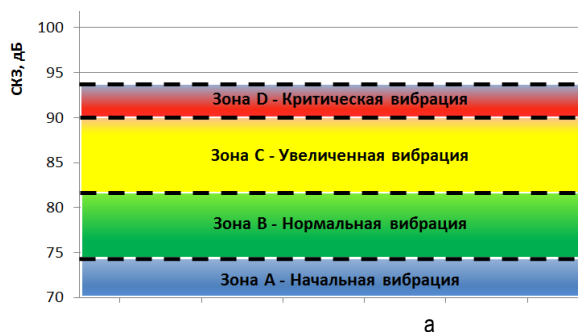 СКЗ, дБ
100
95
Зона D - Критическая вибрация
90
85
Зона C - Увеличенная вибрация
80
Зона B - Нормальная вибрация
75
Зона A - Начальная вибрация
70
а